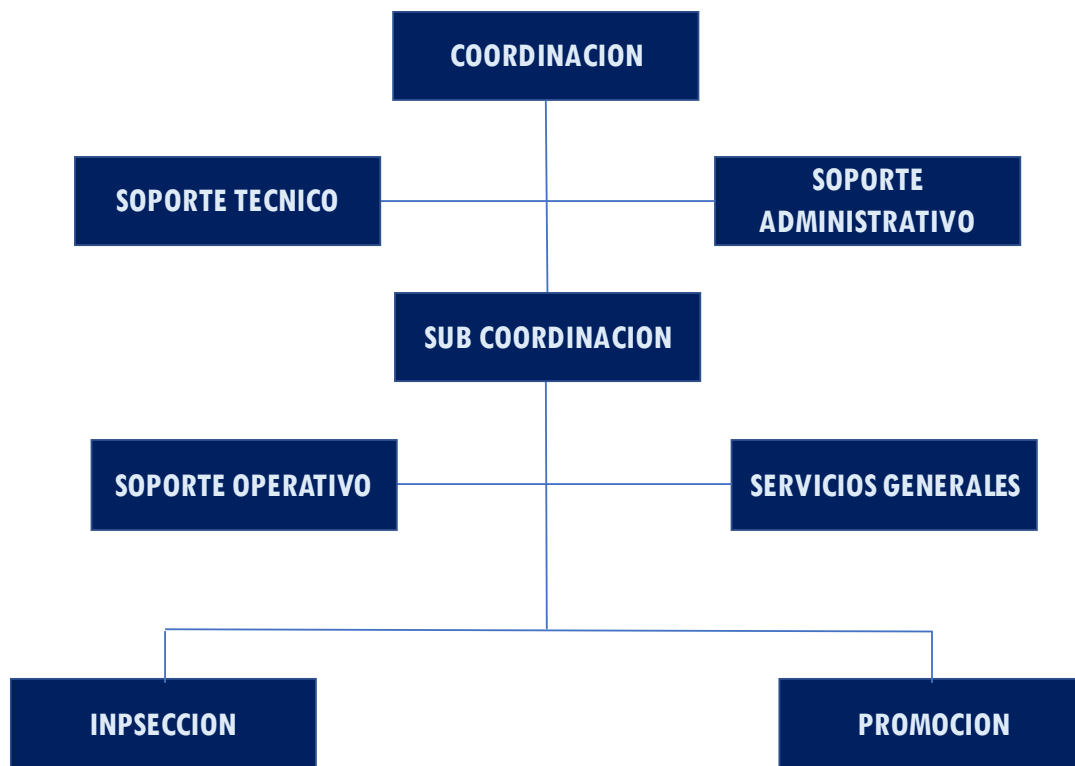 COORDINACION
SOPORTE TECNICO
SOPORTE
ADMINISTRATIVO
SUB COORDINACION
SOPORTE OPERATIVO
SERVICIOS GENERALES
INPSECCION
PROMOCION